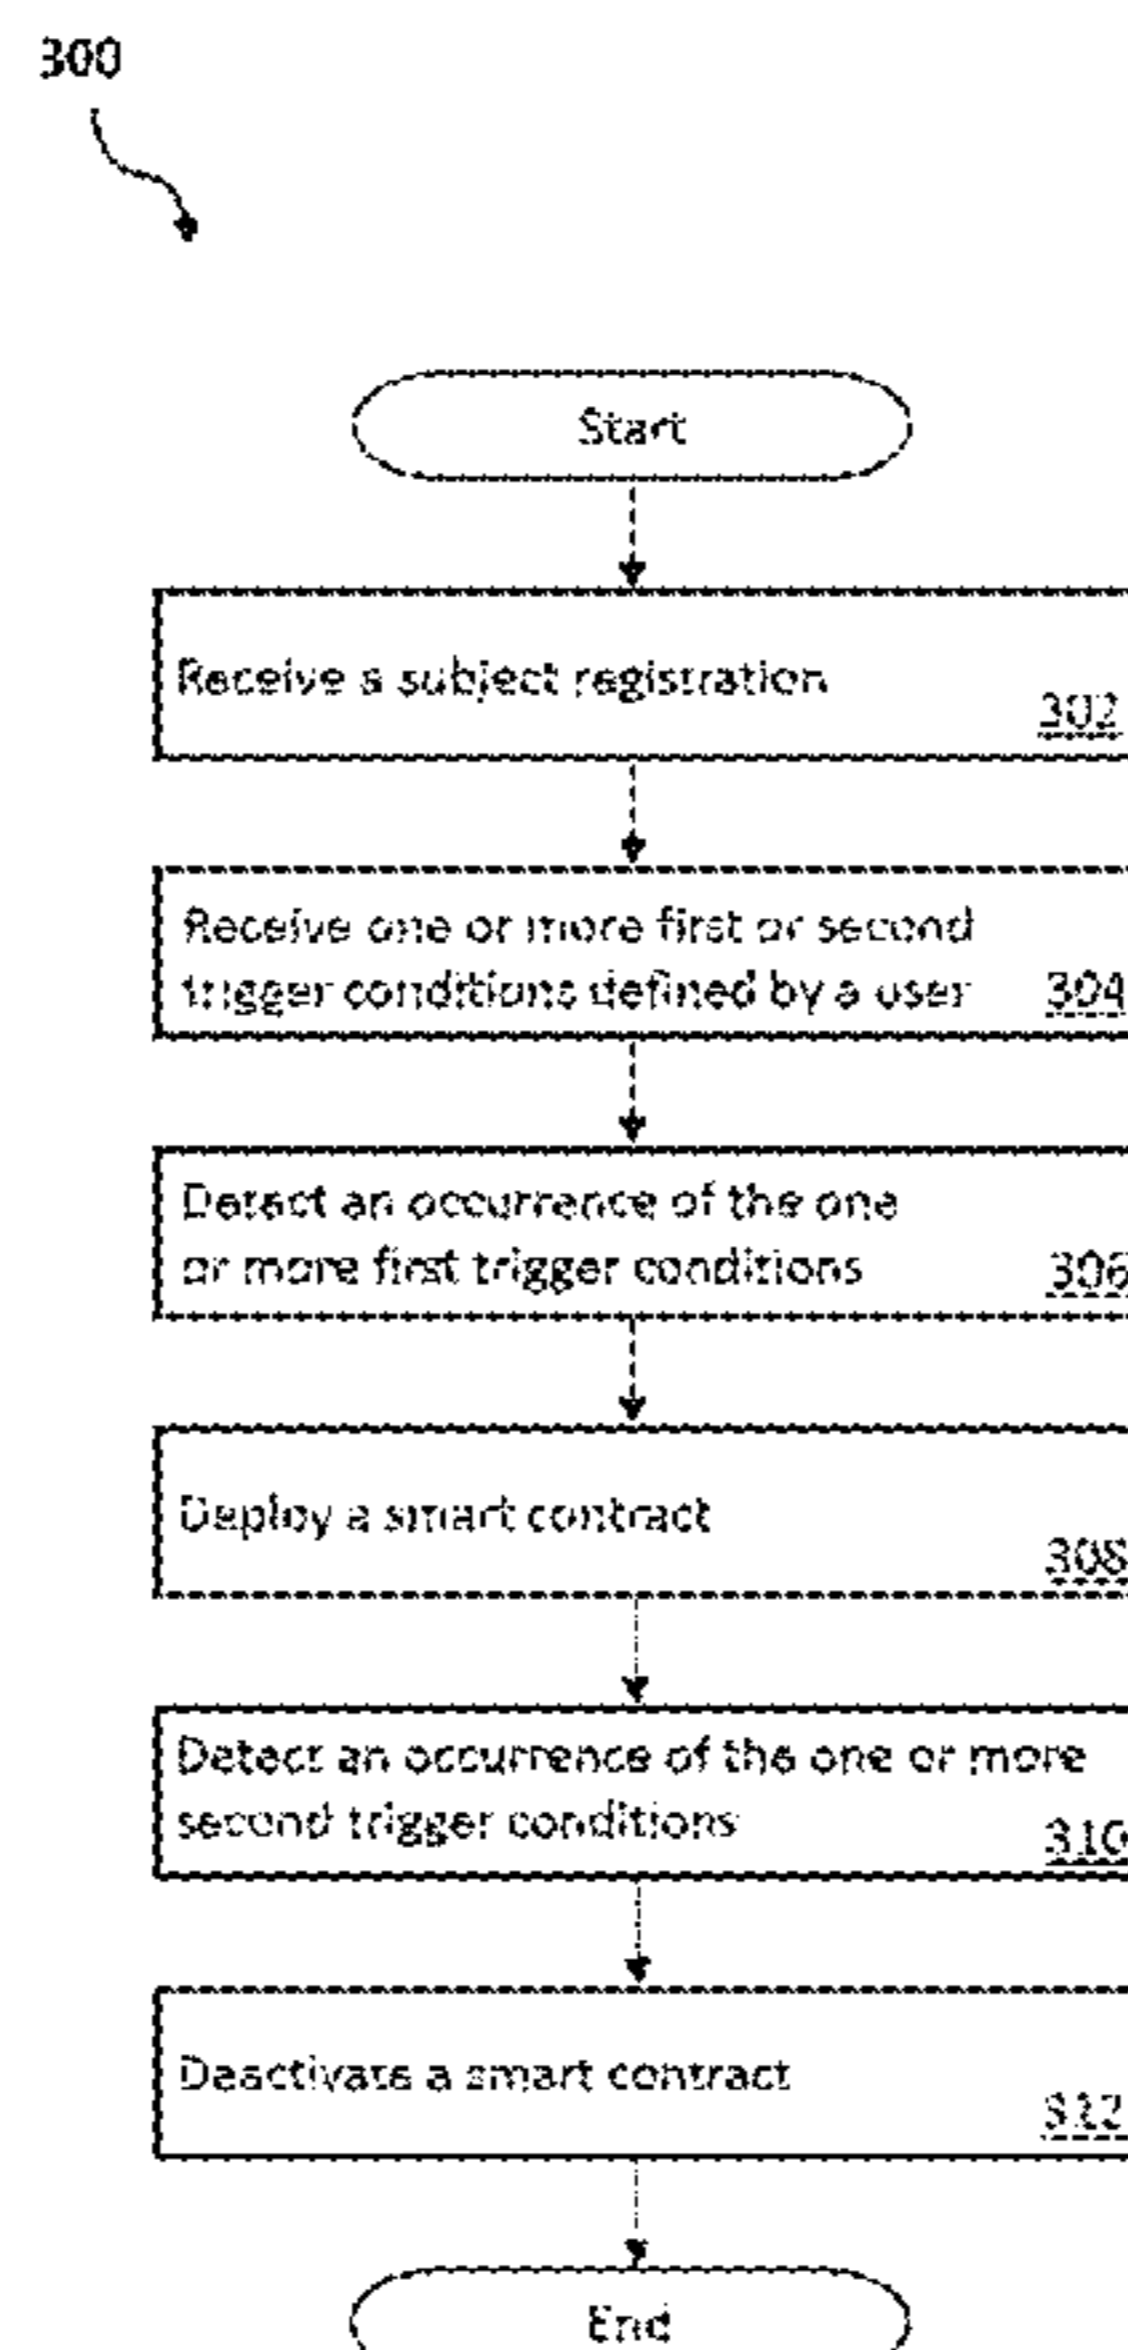 300
Start
Receive a subject registration
302
Receive one or more first or second
trigger conditions defined by a user
304
Detect an occurrence of the one
or more first trigger conditions
306
Deploy a smart contract
308
Detect an occurrence of the one or more
second trigger conditions
310
Deactivate a smart contract
312
End